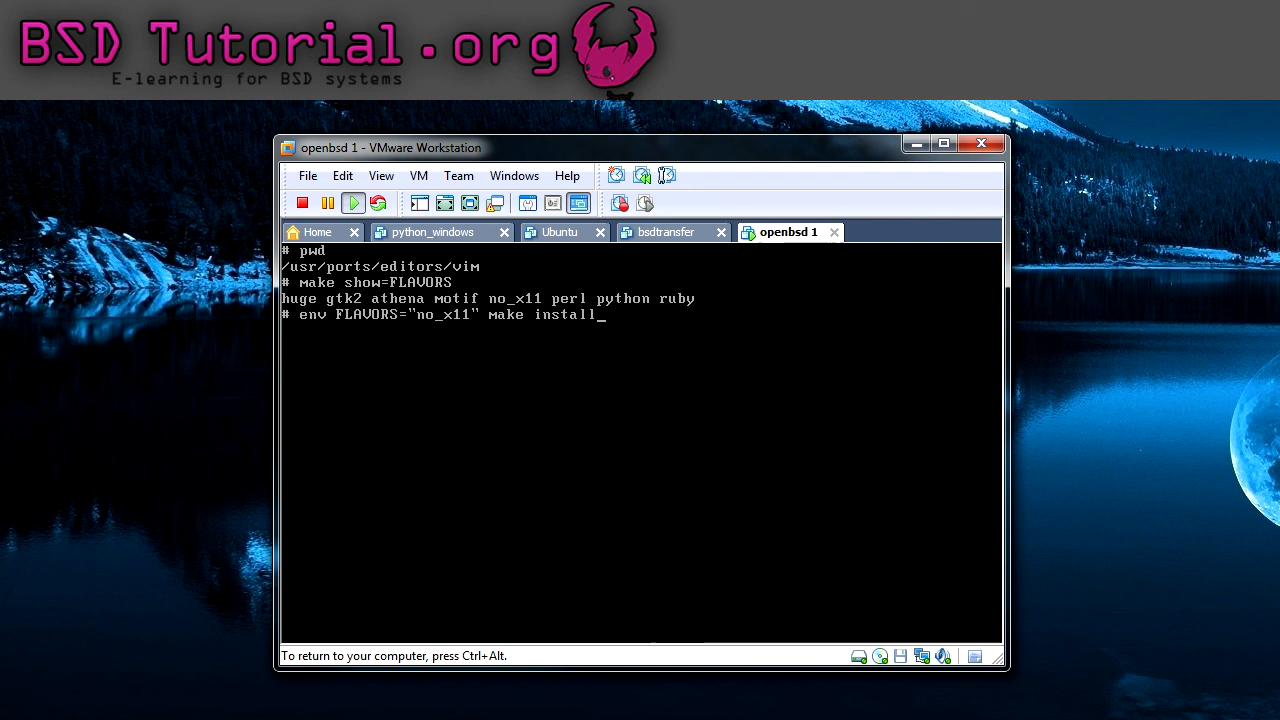 BSD Tutorial.org
E-learning for BSD systems
openbsd 1 - VMware Workstation
File Edit View VM Team Windows Help
Home python_windows Ubuntu bsdtransfer openbsd 1
# pwd
/usr/ports/editors/vim
# make show=FLAVORS
huge gtk2 athena motif no_x11 perl python ruby
# env FLAVORS="no_x11" make install_
To return to your computer, press Ctrl+Alt.